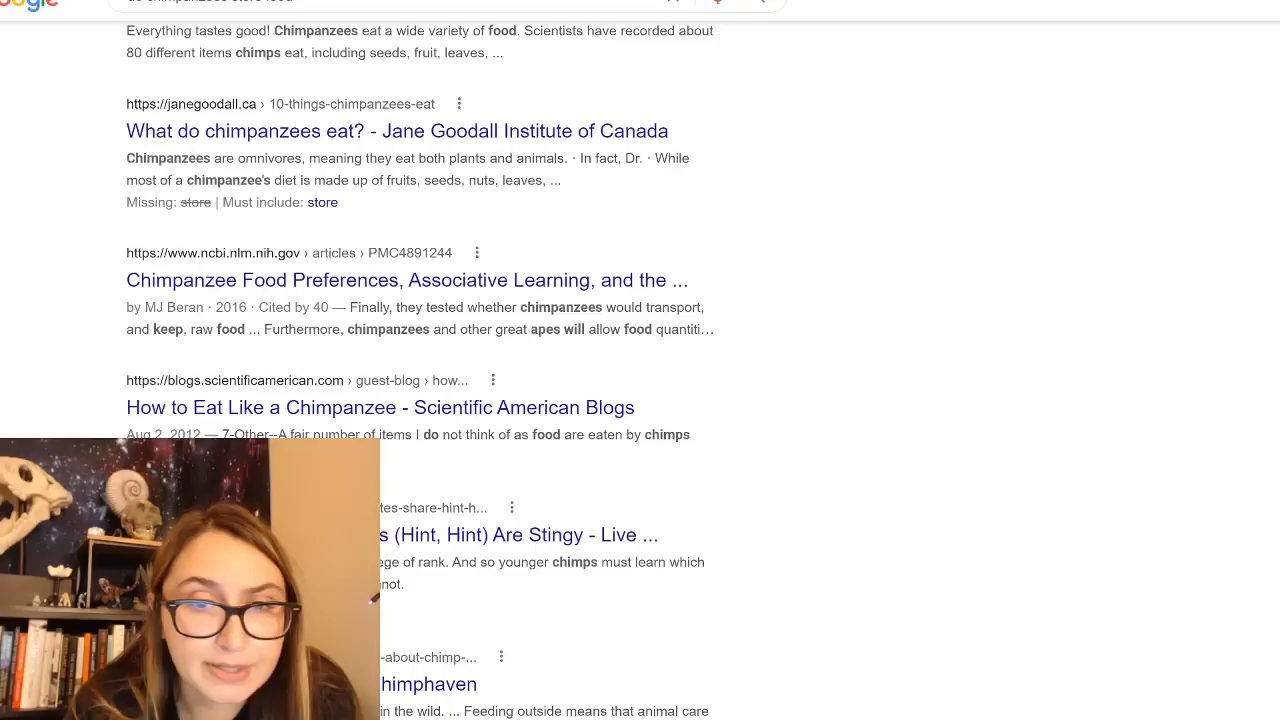 Everything tastes good! Chimpanzees eat a wide variety of food. Scientists have recorded about
80 different items chimps eat, including seeds, fruit, leaves, ...
https://janegoodall.ca › 10-things-chimpanzees-eat
What do chimpanzees eat? - Jane Goodall Institute of Canada
Chimpanzees are omnivores, meaning they eat both plants and animals. · In fact, Dr. · While
most of a chimpanzee's diet is made up of fruits, seeds, nuts, leaves, ...
Missing: store | Must include: store
https://www.ncbi.nlm.nih.gov › articles › PMC4891244
Chimpanzee Food Preferences, Associative Learning, and the ...
by MJ Beran · 2016 · Cited by 40 — Finally, they tested whether chimpanzees would transport,
and keep, raw food ... Furthermore, chimpanzees and other great apes will allow food quantiti…
https://blogs.scientificamerican.com › guest-blog › how...
How to Eat Like a Chimpanzee - Scientific American Blogs
Aug 2, 2012 — 7-Other--A fair number of items I do not think of as food are eaten by chimps
tes-share-hint-h...
s (Hint, Hint) Are Stingy - Live ...
ege of rank. And so younger chimps must learn which
not.
-about-chimp-...
himphaven
in the wild. ... Feeding outside means that animal care